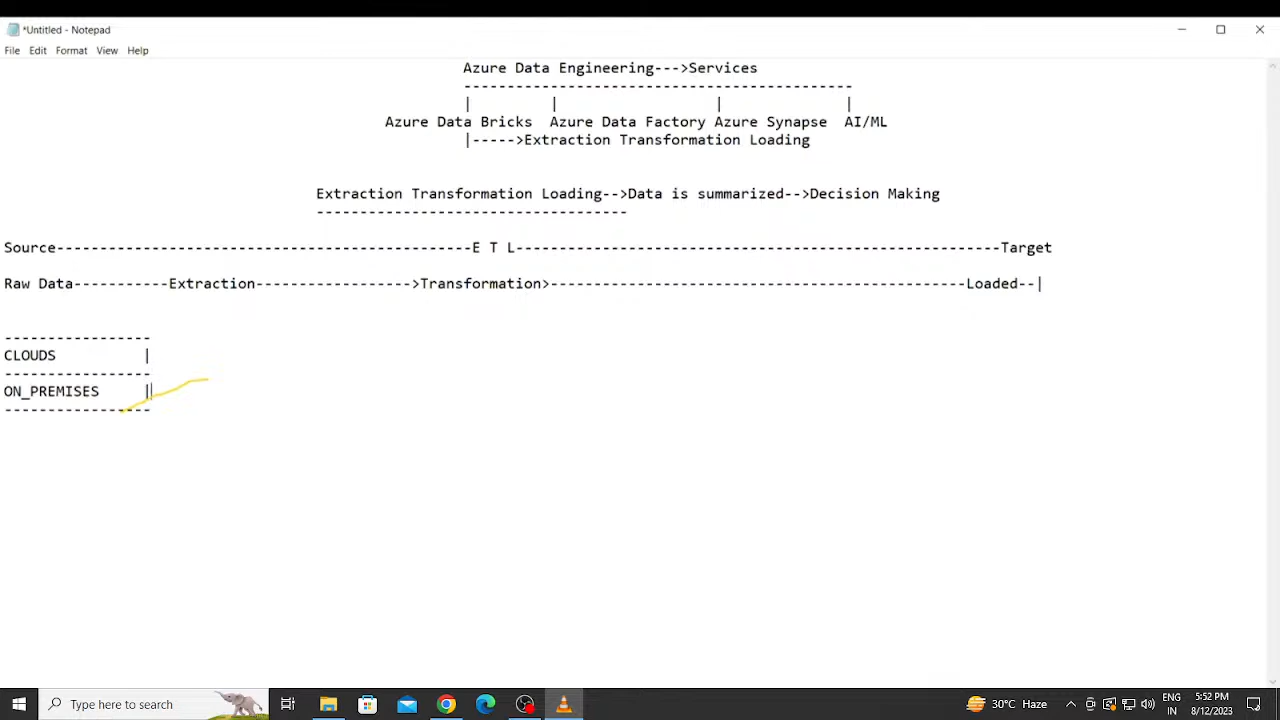 *Untitled - Notepad
File Edit Format View Help
Azure Data Engineering--->Services
---------------------------------------------
| | | |
Azure Data Bricks Azure Data Factory Azure Synapse AI/ML
|----->Extraction Transformation Loading
Extraction Transformation Loading-->Data is summarized-->Decision Making
------------------------------------
Source------------------------------------------------E T L--------------------------------------------------------Target
Raw Data-----------Extraction------------------>Transformation>------------------------------------------------Loaded--|
-----------------
CLOUDS |
-----------------
ON_PREMISES |
-----------------
Type here to search
30°C Haze
ENG
IN
5:52 PM
8/12/2023